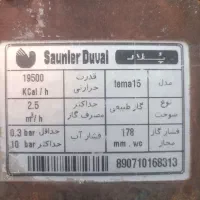 Saunier Duval پلار
مدل tema15 قدرت حرارتی 19500 KCal / h
نوع سوخت گاز طبیعی حداکثر مصرف گاز 2.5 m³/h
فشار گاز مجاز 178 mm . wc فشار آب حداقل 0.3 bar حداکثر 10 bar
890710168313